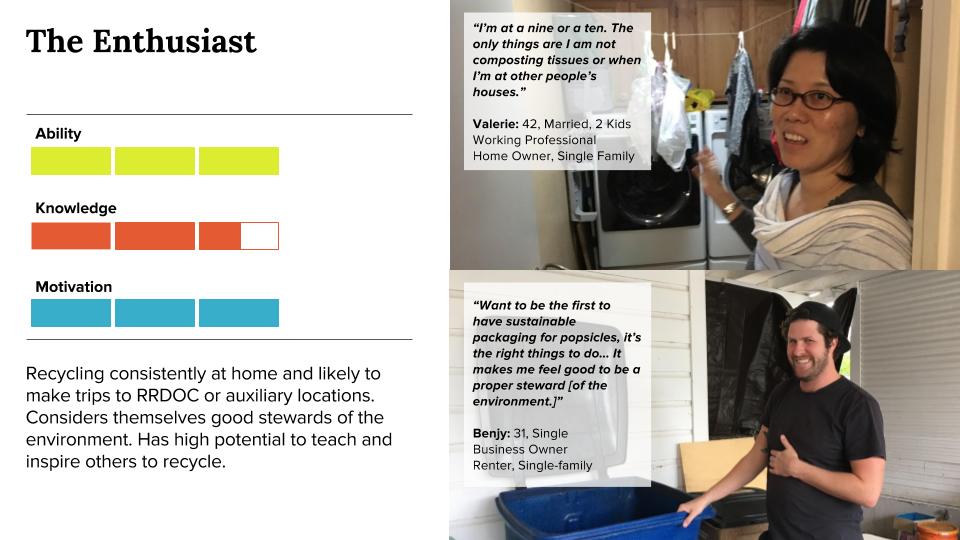 The Enthusiast
Ability
Knowledge
Motivation
Recycling consistently at home and likely to
make trips to RRDOC or auxiliary locations.
Considers themselves good stewards of the
environment. Has high potential to teach and
inspire others to recycle.
“I’m at a nine or a ten. The
only things are I am not
composting tissues or when
I’m at other people’s
houses.”
Valerie: 42, Married, 2 Kids
Working Professional
Home Owner, Single Family
“Want to be the first to
have sustainable
packaging for popsicles, it’s
the right things to do... It
makes me feel good to be a
proper steward [of the
environment.]”
Benjy: 31, Single
Business Owner
Renter, Single-family